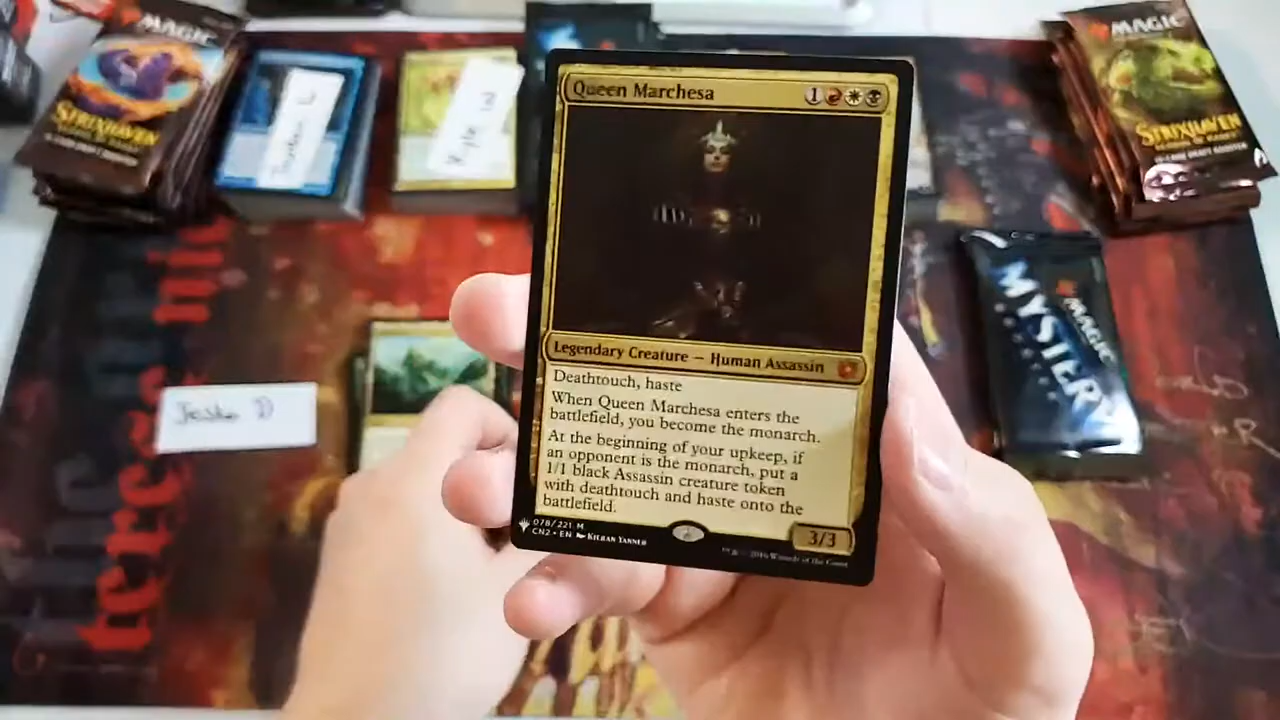 MAGIC
STRIXHAVEN
MAGIC
STRIXHAVEN
MAGIC
MYSTERY
Queen Marchesa
1
Legendary Creature — Human Assassin
Deathtouch, haste
When Queen Marchesa enters the
battlefield, you become the monarch.
At the beginning of your upkeep, if
an opponent is the monarch, put a
1/1 black Assassin creature token
with deathtouch and haste onto the
battlefield.
078/221 M
CN2 • EN Kieran Yanner
3/3